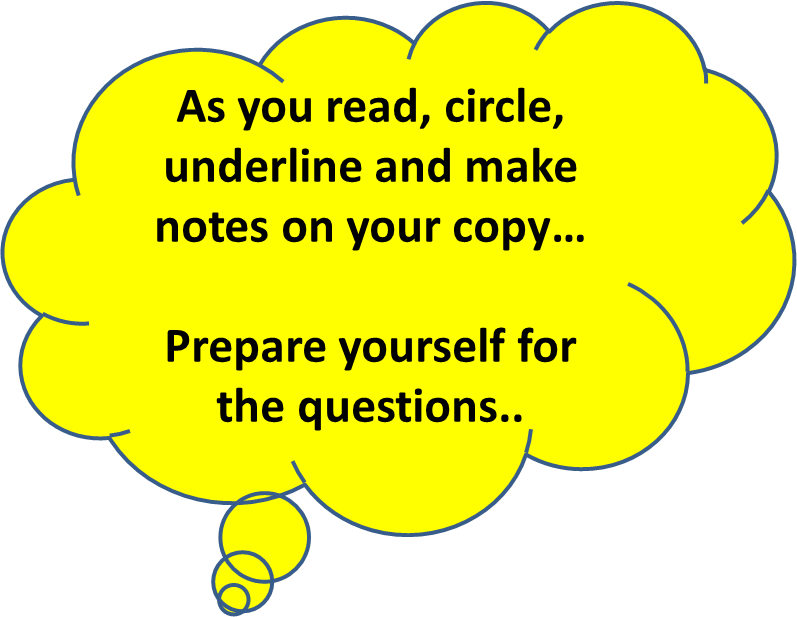 As you read, circle,
underline and make
notes on your copy…
Prepare yourself for
the questions..